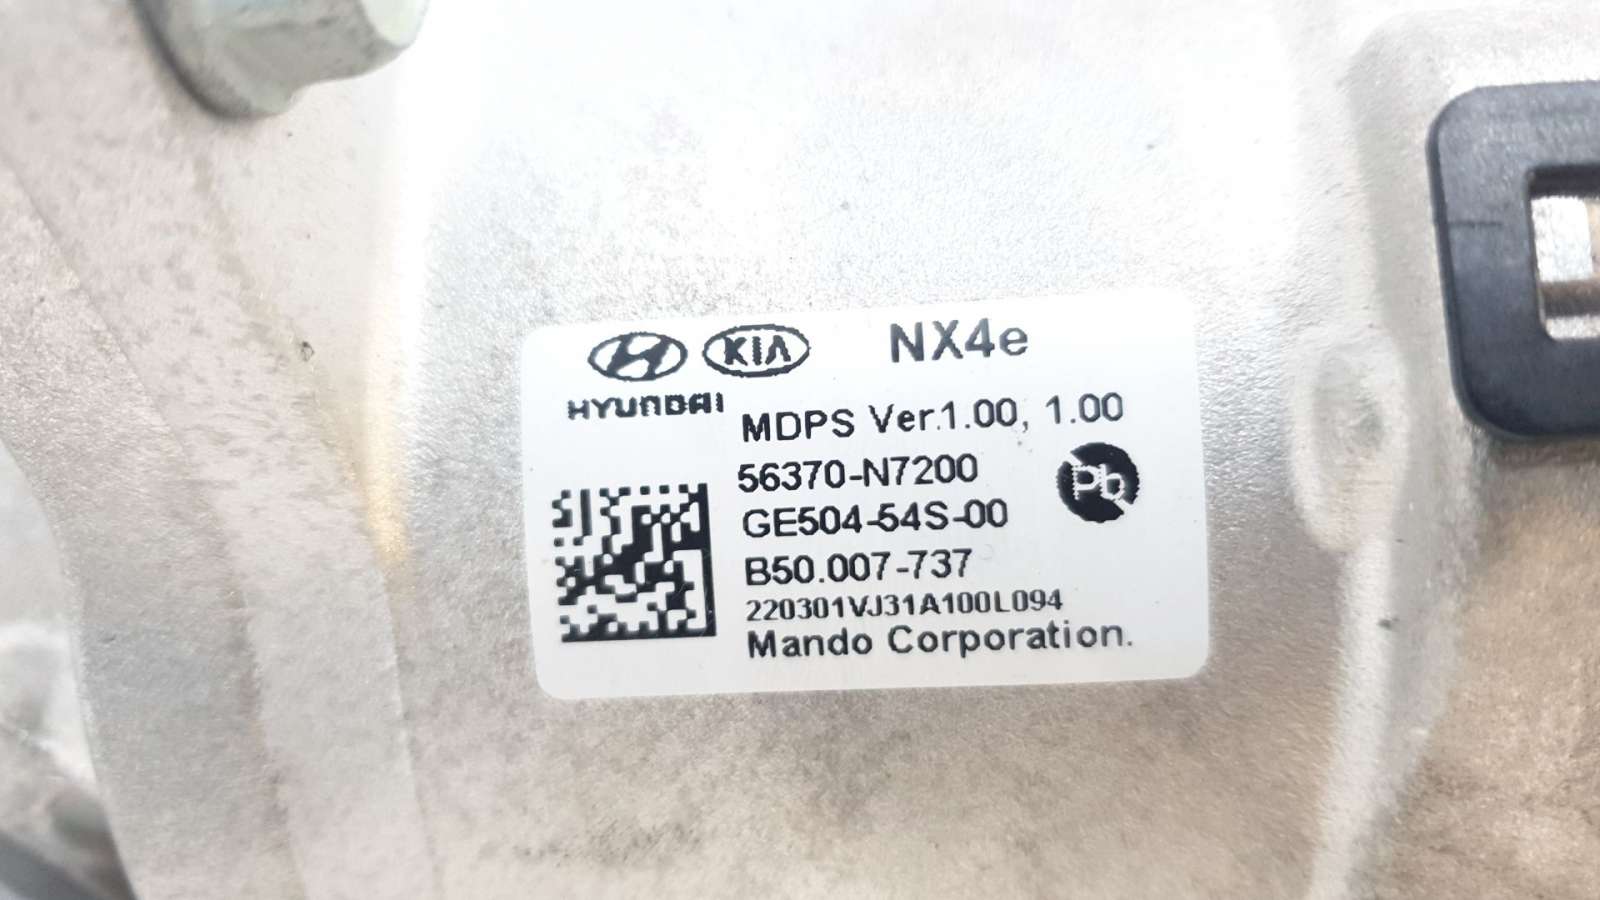 HYUNDAI
KIA
NX4e
MDPS Ver.1.00, 1.00
56370-N7200
Pb
GE504-54S-00
B50.007-737
220301VJ31A100L094
Mando Corporation.